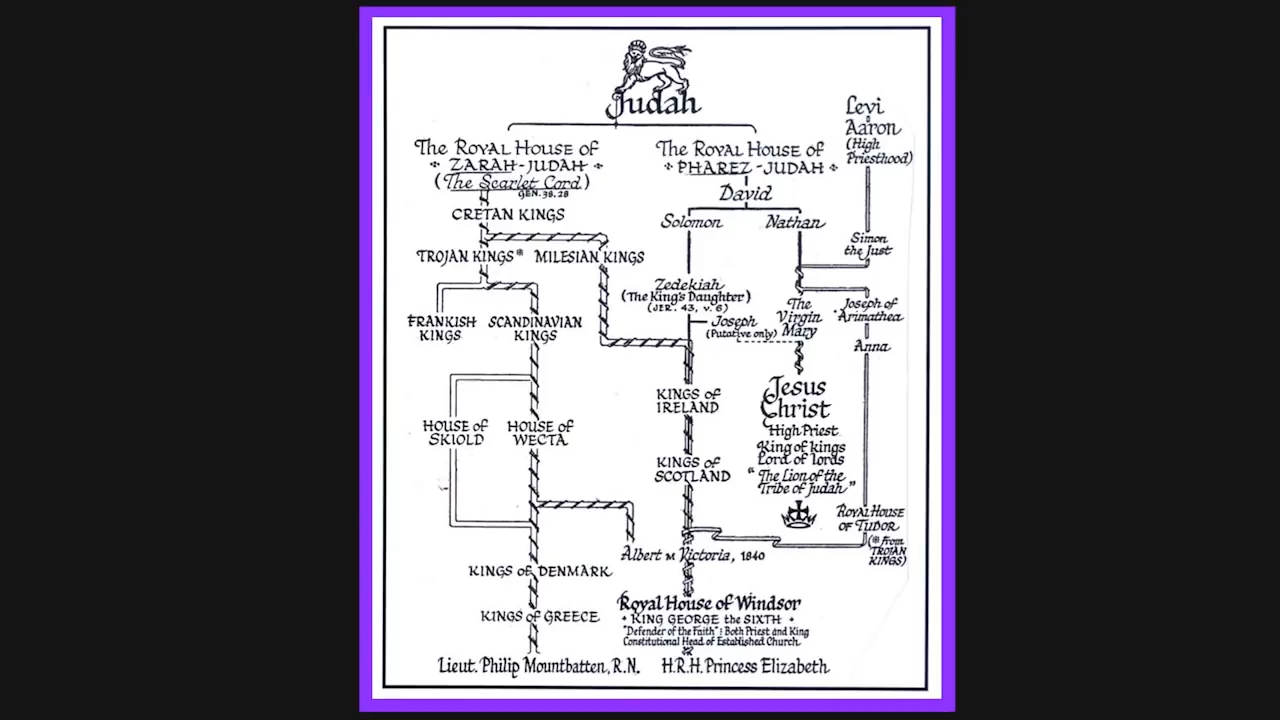 Judah
The Royal House of
ZARAH-JUDAH
(The Scarlet Cord)
GEN. 38. 28
The Royal House of
PHAREZ-JUDAH
Levi
Aaron
(High
Priesthood)
David
CRETAN KINGS
Solomon
Nathan
Simon
the Just
TROJAN KINGS*
MILESIAN KINGS
Zedekiah
(The King's Daughter)
(JER. 43, v. 6)
Joseph
(Putative only)
The
Virgin
Mary
Joseph of
Arimathea
Anna
FRANKISH
KINGS
SCANDINAVIAN
KINGS
KINGS of
IRELAND
Jesus
Christ
High Priest
King of kings
Lord of lords
"The Lion of the
Tribe of Judah"
HOUSE of
SKIOLD
HOUSE of
WECTA
KINGS of
SCOTLAND
ROYAL HOUSE
OF TUDOR
(* from
TROJAN
KINGS)
Albert M Victoria, 1840
KINGS of DENMARK
KINGS of GREECE
Royal House of Windsor
KING GEORGE the SIXTH
"Defender of the Faith" : Both Priest and King
Constitutional Head of Established Church
Lieut. Philip Mountbatten, R.N.
H.R.H. Princess Elizabeth